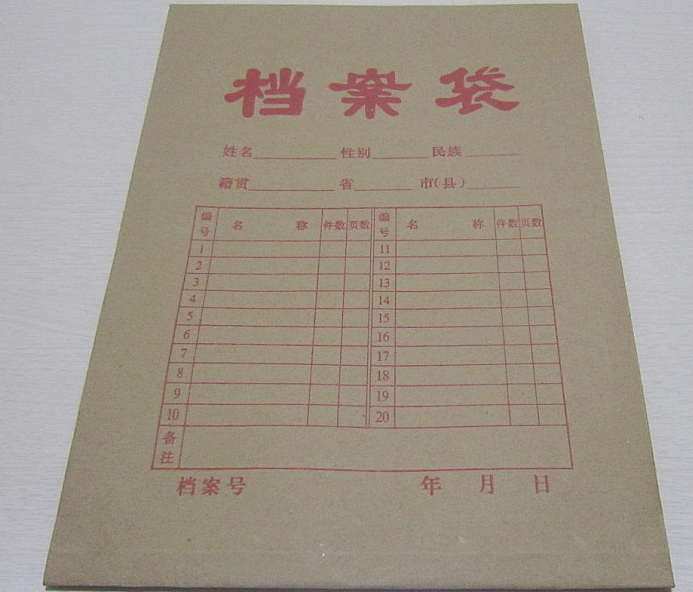 档案袋
姓名 性别 民族
籍贯 省 市(县)
编号 名 称 件数 页数 编号 名 称 件数 页数
1 11
2 12
3 13
4 14
5 15
6 16
7 17
8 18
9 19
10 20
备注
档案号 年 月 日